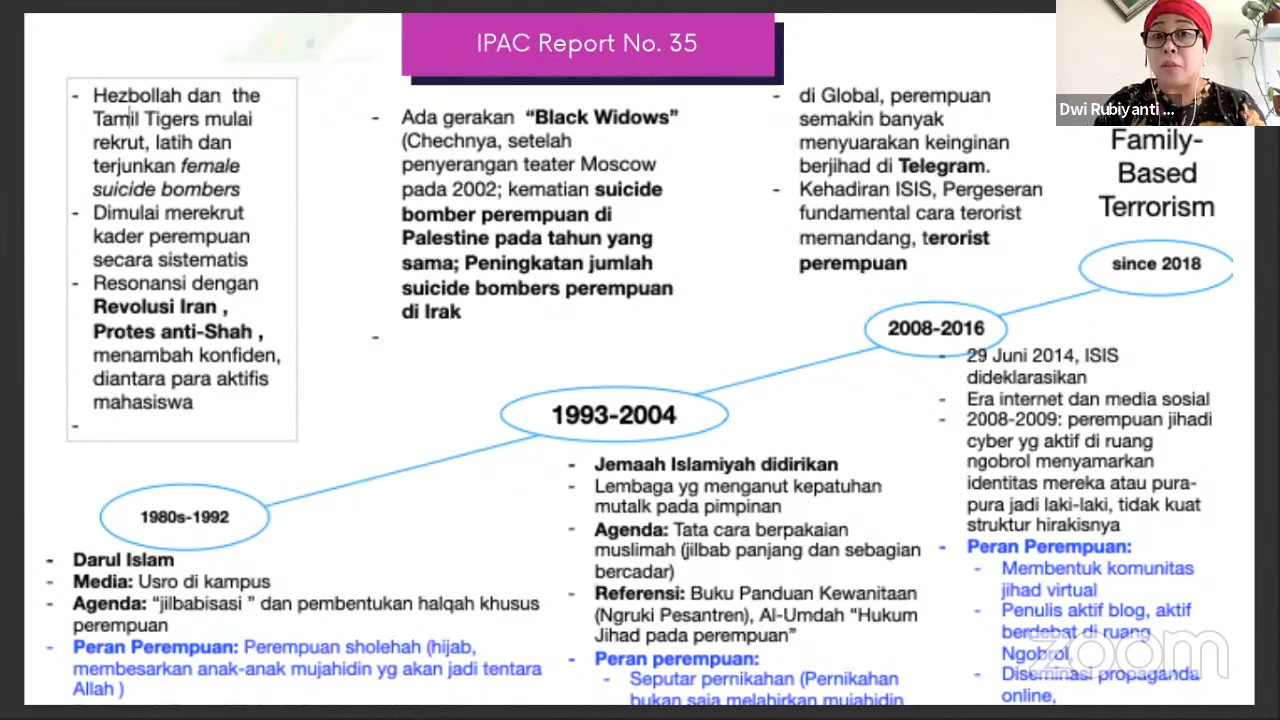 IPAC Report No. 35
- Hezbollah dan the
Tamil Tigers mulai
rekrut, latih dan
terjunkan female
suicide bombers
- Dimulai merekrut
kader perempuan
secara sistematis
- Resonansi dengan
Revolusi Iran ,
Protes anti-Shah ,
menambah konfiden,
diantara para aktifis
mahasiswa
-
- Ada gerakan "Black Widows"
(Chechnya, setelah
penyerangan teater Moscow
pada 2002; kematian suicide
bomber perempuan di
Palestine pada tahun yang
sama; Peningkatan jumlah
suicide bombers perempuan
di Irak
-
- di Global, perempuan
semakin banyak
menyuarakan keinginan
berjihad di Telegram.
- Kehadiran ISIS, Pergeseran
fundamental cara terorist
memandang, terorist
perempuan
Dwi Rubiyanti ...
Family-
Based
Terrorism
since 2018
2008-2016
1993-2004
1980s-1992
- Darul Islam
- Media: Usro di kampus
- Agenda: "jilbabisasi " dan pembentukan halqah khusus
perempuan
- Peran Perempuan: Perempuan sholehah (hijab,
membesarkan anak-anak mujahidin yg akan jadi tentara
Allah )
- Jemaah Islamiyah didirikan
- Lembaga yg menganut kepatuhan
mutalk pada pimpinan
- Agenda: Tata cara berpakaian
muslimah (jilbab panjang dan sebagian
bercadar)
- Referensi: Buku Panduan Kewanitaan
(Ngruki Pesantren), Al-Umdah "Hukum
Jihad pada perempuan"
- Peran perempuan:
- Seputar pernikahan (Pernikahan
bukan saja melahirkan mujahidin
- 29 Juni 2014, ISIS
dideklarasikan
- Era internet dan media sosial
- 2008-2009: perempuan jihadi
cyber yg aktif di ruang
ngobrol menyamarkan
identitas mereka atau pura-
pura jadi laki-laki, tidak kuat
struktur hirakisnya
- Peran Perempuan:
- Membentuk komunitas
jihad virtual
- Penulis aktif blog, aktif
berdebat di ruang
Ngobrol,
- Diseminasi propaganda
online,
zoom